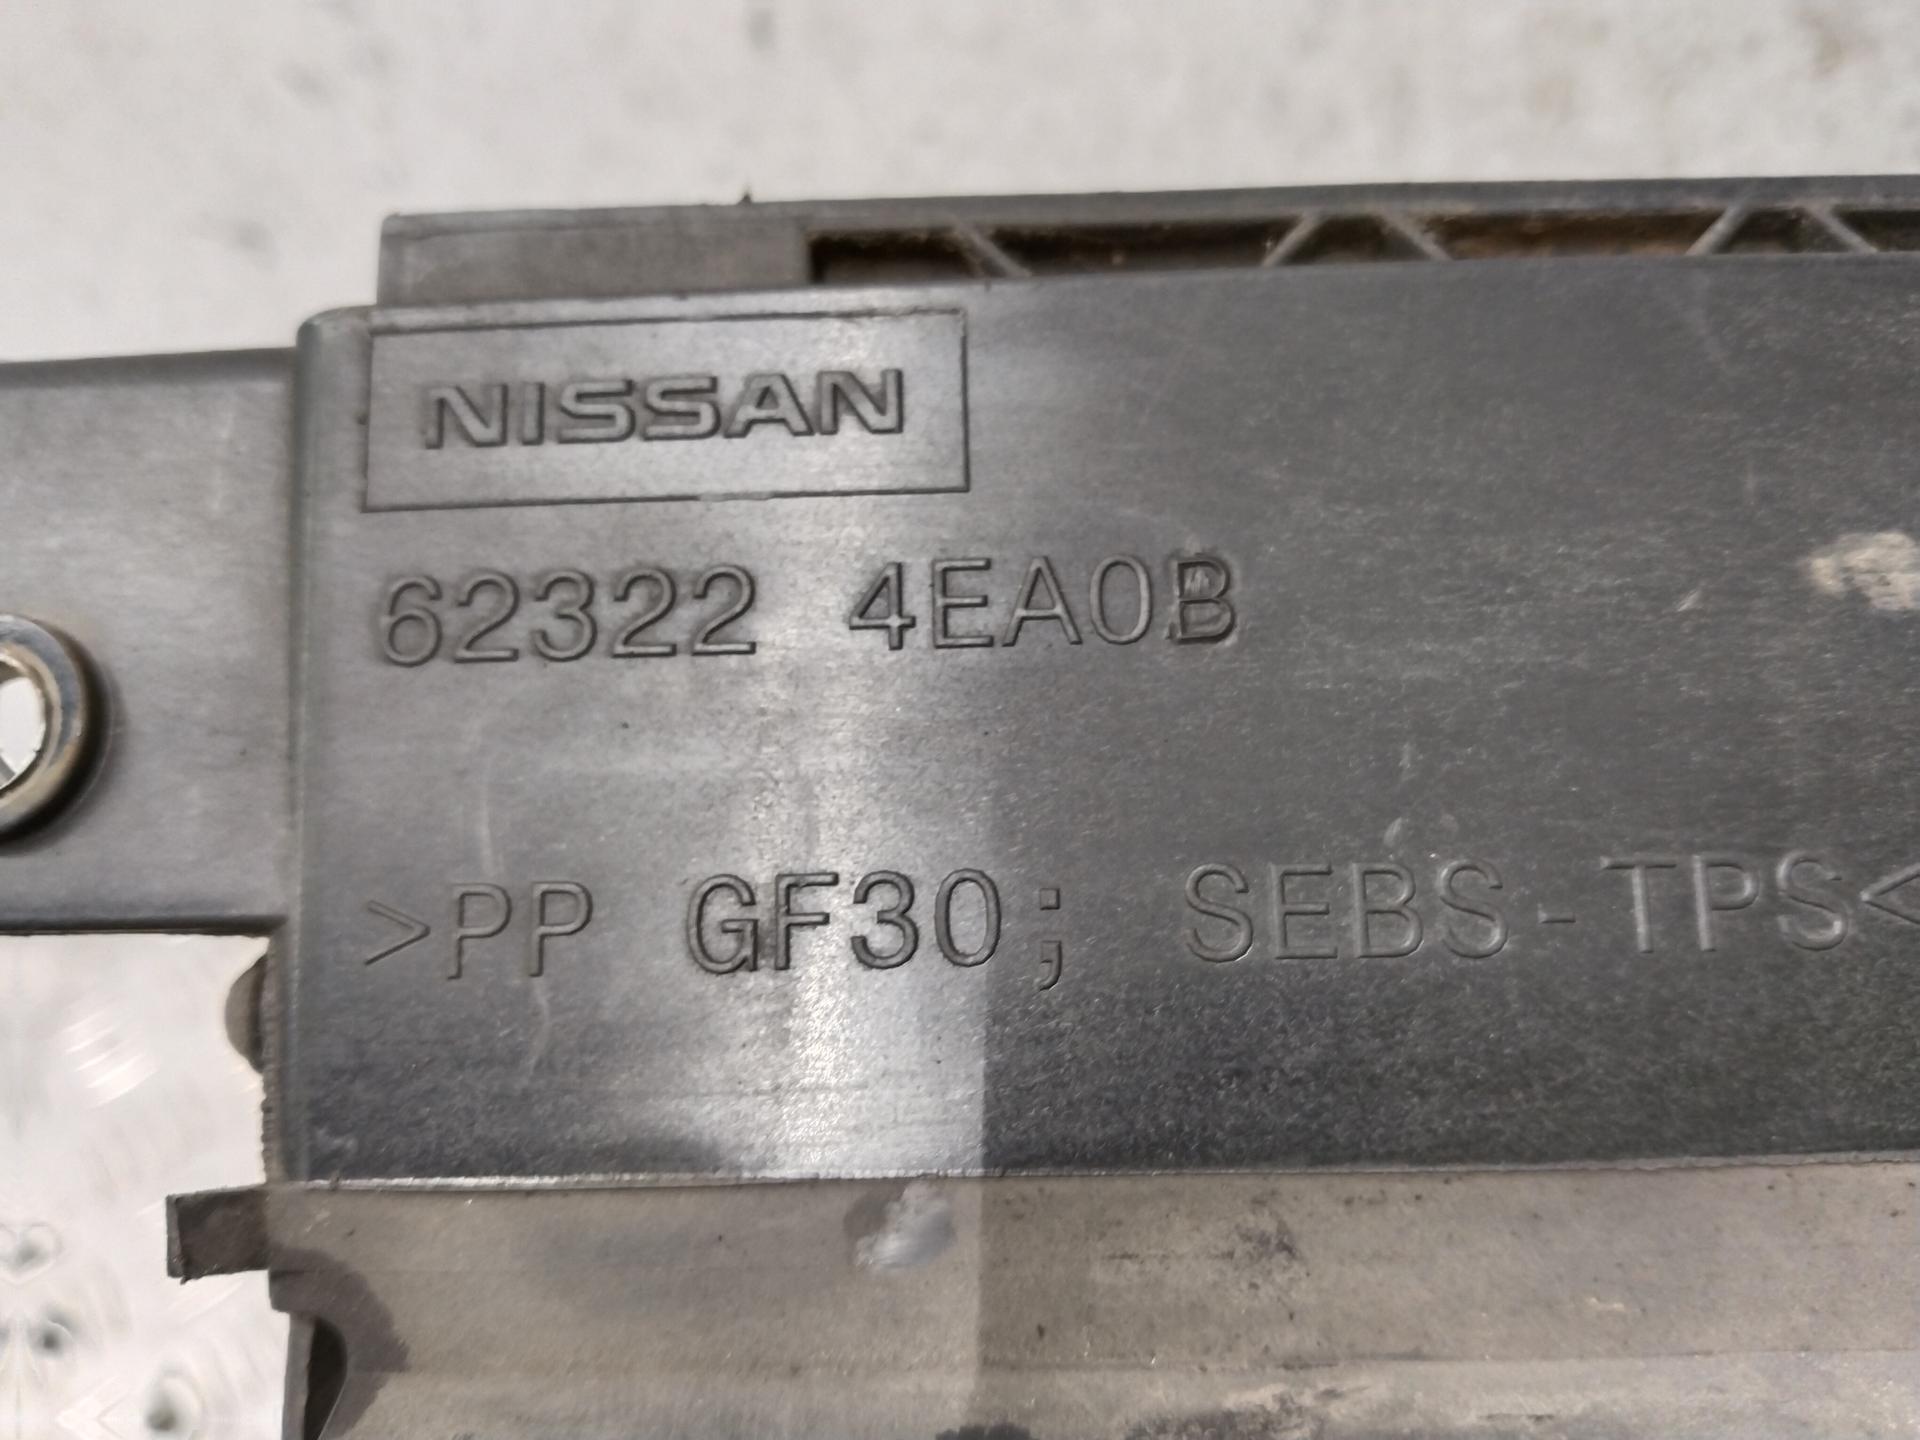 NISSAN
62322 4EA0B
>PP GF30; SEBS-TPS<